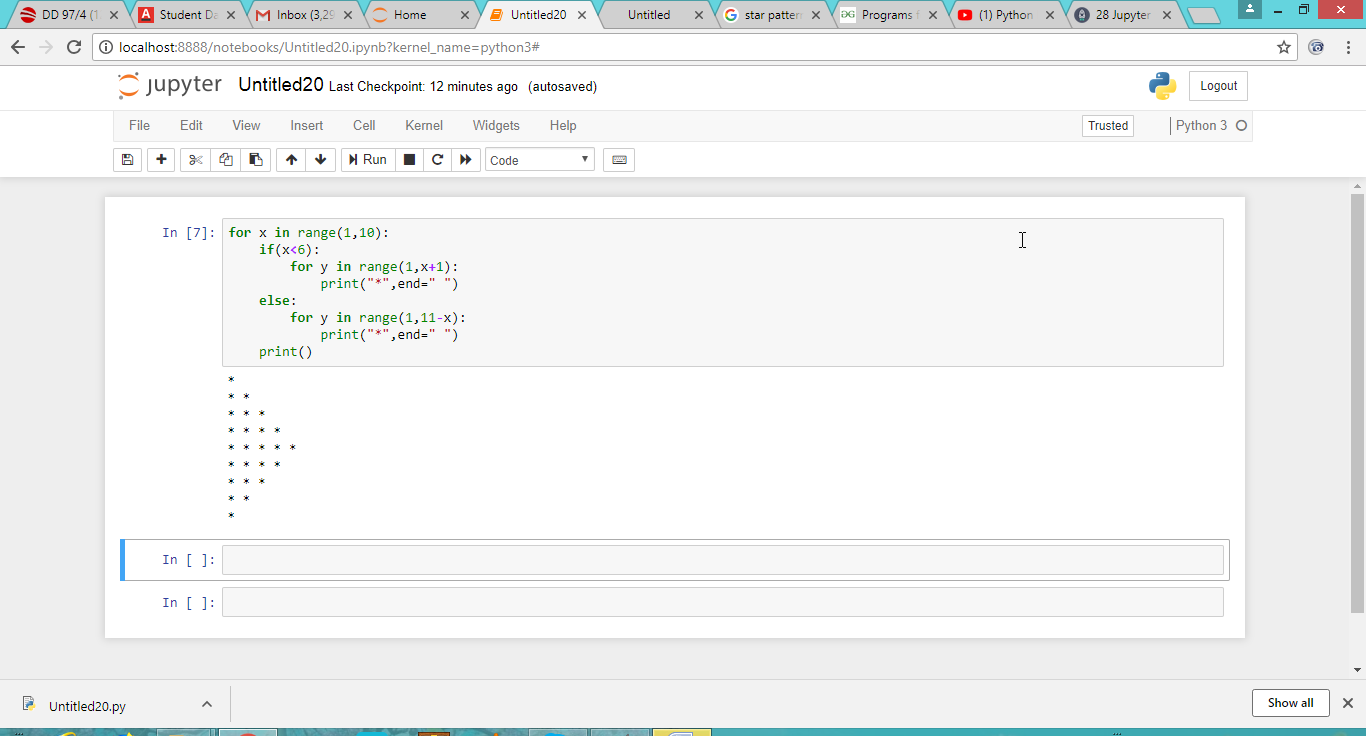 DD 97/4 (1
Student Da
Inbox (3,29
Home
Untitled20
Untitled
star pattern
Programs f
(1) Python
28 Jupyter
localhost:8888/notebooks/Untitled20.ipynb?kernel_name=python3#
jupyter Untitled20 Last Checkpoint: 12 minutes ago (autosaved)
Logout
File Edit View Insert Cell Kernel Widgets Help
Trusted
Python 3
Run
Code
In [7]: for x in range(1,10):
    if(x<6):
        for y in range(1,x+1):
            print("*",end=" ")
    else:
        for y in range(1,11-x):
            print("*",end=" ")
    print()
*
* *
* * *
* * * *
* * * * *
* * * *
* * *
* *
*
In [ ]:
In [ ]:
Untitled20.py
Show all